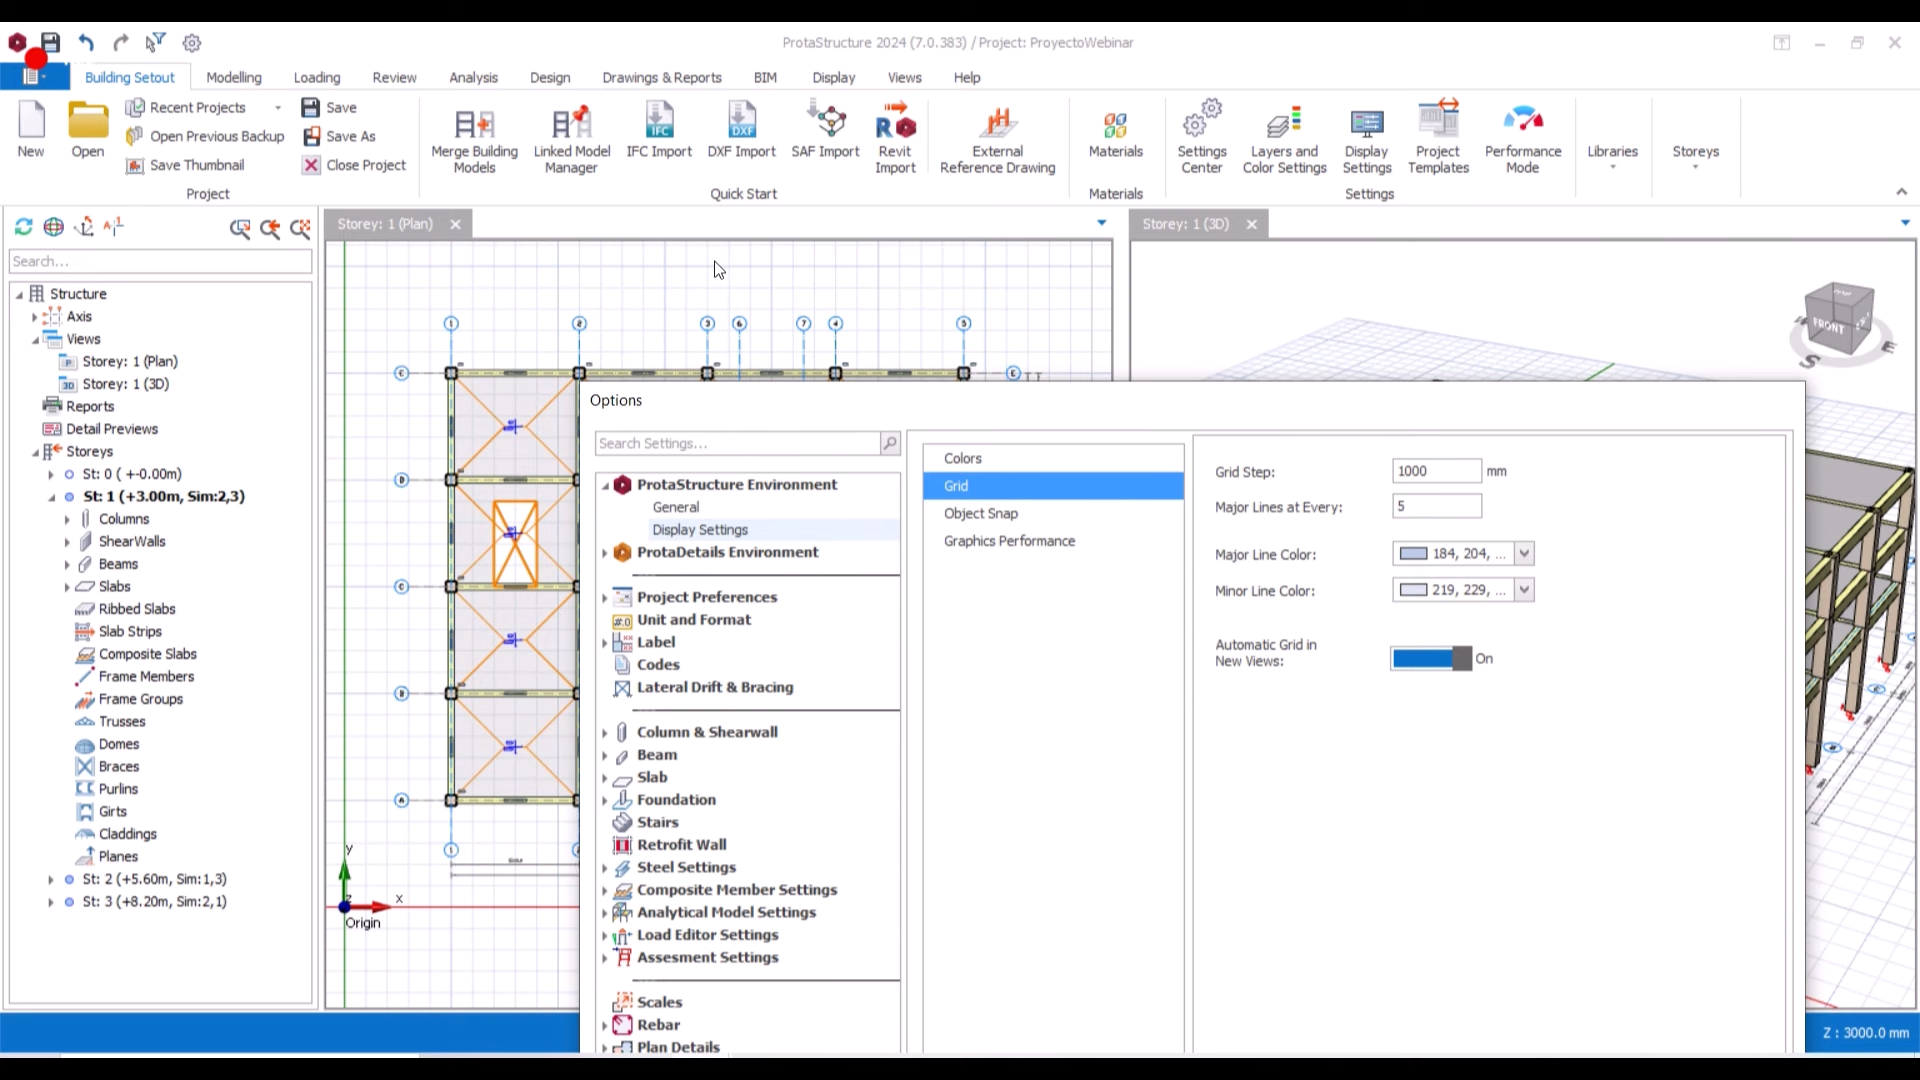 ProtaStructure 2024 (7.0.383) / Project: ProyectoWebinar
Building Setout Modelling Loading Review Analysis Design Drawings & Reports BIM Display Views Help
New
Open
Recent Projects
Open Previous Backup
Save Thumbnail
Save
Save As
Close Project
Project
Merge Building
Models
Linked Model
Manager
IFC
IFC Import
DXF
DXF Import
SAF Import
Revit
Import
External
Reference Drawing
Quick Start
Materials
Materials
Settings
Center
Layers and
Color Settings
Display
Settings
Project
Templates
Performance
Mode
Settings
Libraries
Storeys
Search...
Structure
Axis
Views
Storey: 1 (Plan)
Storey: 1 (3D)
Reports
Detail Previews
Storeys
St: 0 ( +-0.00m)
St: 1 (+3.00m, Sim:2,3)
Columns
ShearWalls
Beams
Slabs
Ribbed Slabs
Slab Strips
Composite Slabs
Frame Members
Frame Groups
Trusses
Domes
Braces
Purlins
Girts
Claddings
Planes
St: 2 (+5.60m, Sim:1,3)
St: 3 (+8.20m, Sim:2,1)
Storey: 1 (Plan)
1 2 3 6 7 4 5
D
A
1
Y
X
Origin
Storey: 1 (3D)
FRONT
S
E
Options
Search Settings...
ProtaStructure Environment
General
Display Settings
ProtaDetails Environment
Project Preferences
Unit and Format
Label
Codes
Lateral Drift & Bracing
Column & Shearwall
Beam
Slab
Foundation
Stairs
Retrofit Wall
Steel Settings
Composite Member Settings
Analytical Model Settings
Load Editor Settings
Assesment Settings
Scales
Rebar
Plan Details
Colors
Grid
Object Snap
Graphics Performance
Grid Step: 1000 mm
Major Lines at Every: 5
Major Line Color: 184, 204, ...
Minor Line Color: 219, 229, ...
Automatic Grid in
New Views: On
Z : 3000.0 mm